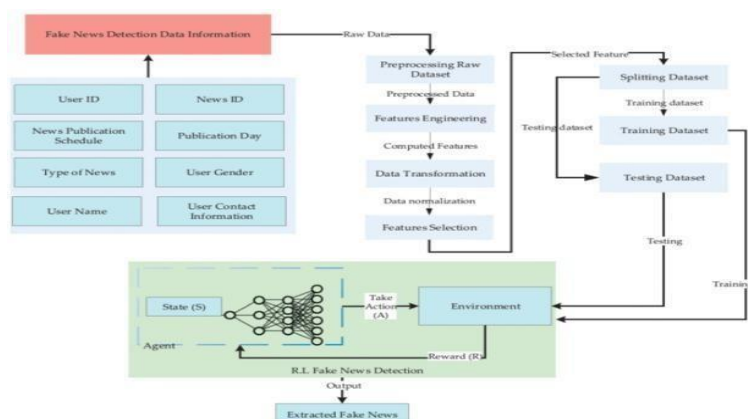 Fake News Detection Data Information
User ID
News ID
News Publication
Schedule
Publication Day
Type of News
User Gender
User Name
User Contact
Information
Raw Data
Preprocessing Raw
Dataset
Preprocessed Data
Features Engineering
Computed Features
Data Transformation
Data normalization
Features Selection
Selected Feature
Splitting Dataset
Training dataset
Testing dataset
Training Dataset
Testing Dataset
Testing
Trainin
State (S)
Agent
Take
Action
(A)
Environment
Reward (R)
R.L Fake News Detection
Output
Extracted Fake News